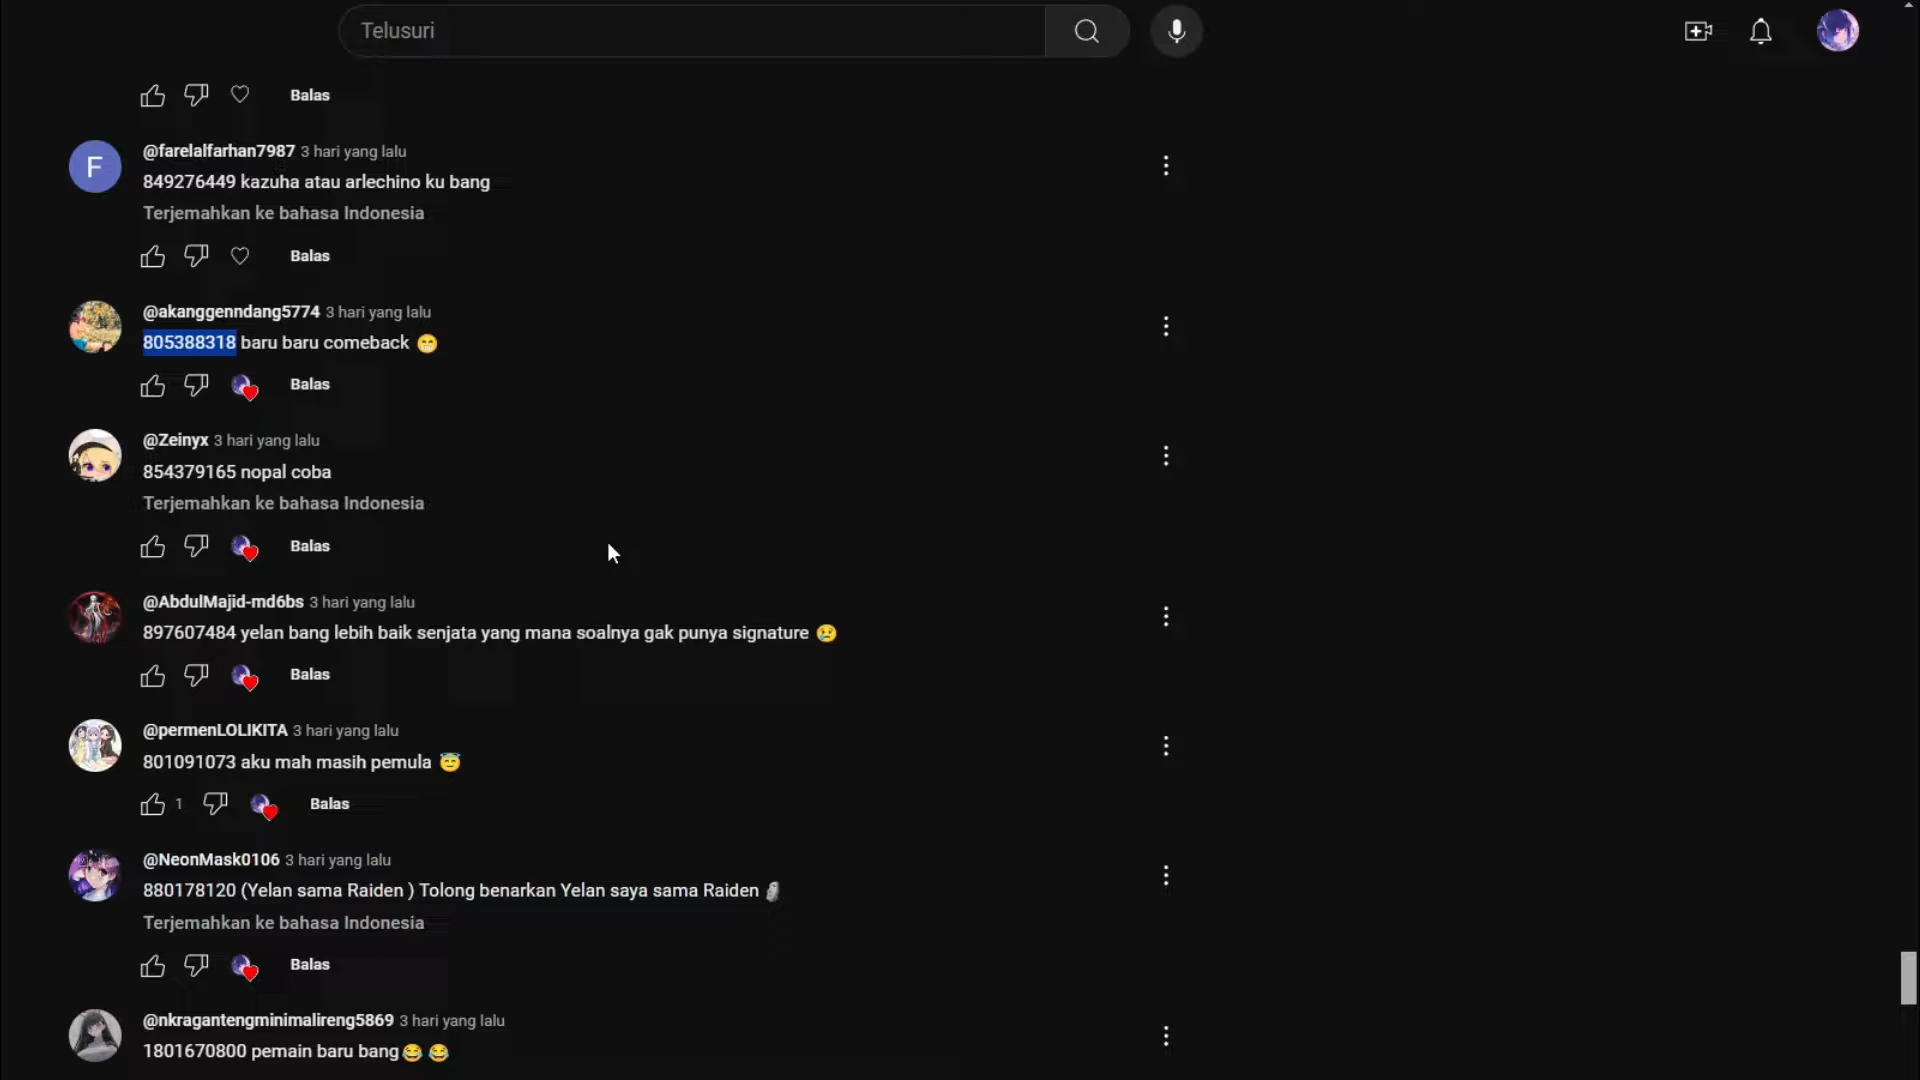 Telusuri
Balas
F
@farelalfarhan7987 3 hari yang lalu
849276449 kazuha atau arlechino ku bang
Terjemahkan ke bahasa Indonesia
Balas
@akanggenndang5774 3 hari yang lalu
805388318 baru baru comeback 😁
Balas
@Zeinyx 3 hari yang lalu
854379165 nopal coba
Terjemahkan ke bahasa Indonesia
Balas
@AbdulMajid-md6bs 3 hari yang lalu
897607484 yelan bang lebih baik senjata yang mana soalnya gak punya signature 😢
Balas
@permenLOLIKITA 3 hari yang lalu
801091073 aku mah masih pemula 😇
1 Balas
@NeonMask0106 3 hari yang lalu
880178120 (Yelan sama Raiden ) Tolong benarkan Yelan saya sama Raiden 🗿
Terjemahkan ke bahasa Indonesia
Balas
@nkragantengminimalireng5869 3 hari yang lalu
1801670800 pemain baru bang😂 😂